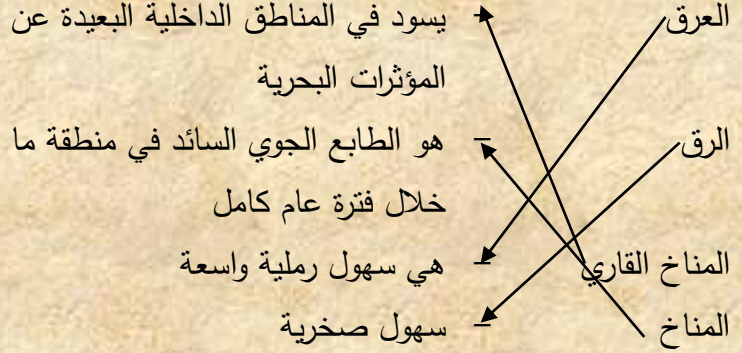 العرق – يسود في المناطق الداخلية البعيدة عن
المؤثرات البحرية
الرق – هو الطابع الجوي السائد في منطقة ما
خلال فترة عام كامل
المناخ القاري – هي سهول رملية واسعة
المناخ – سهول صخرية